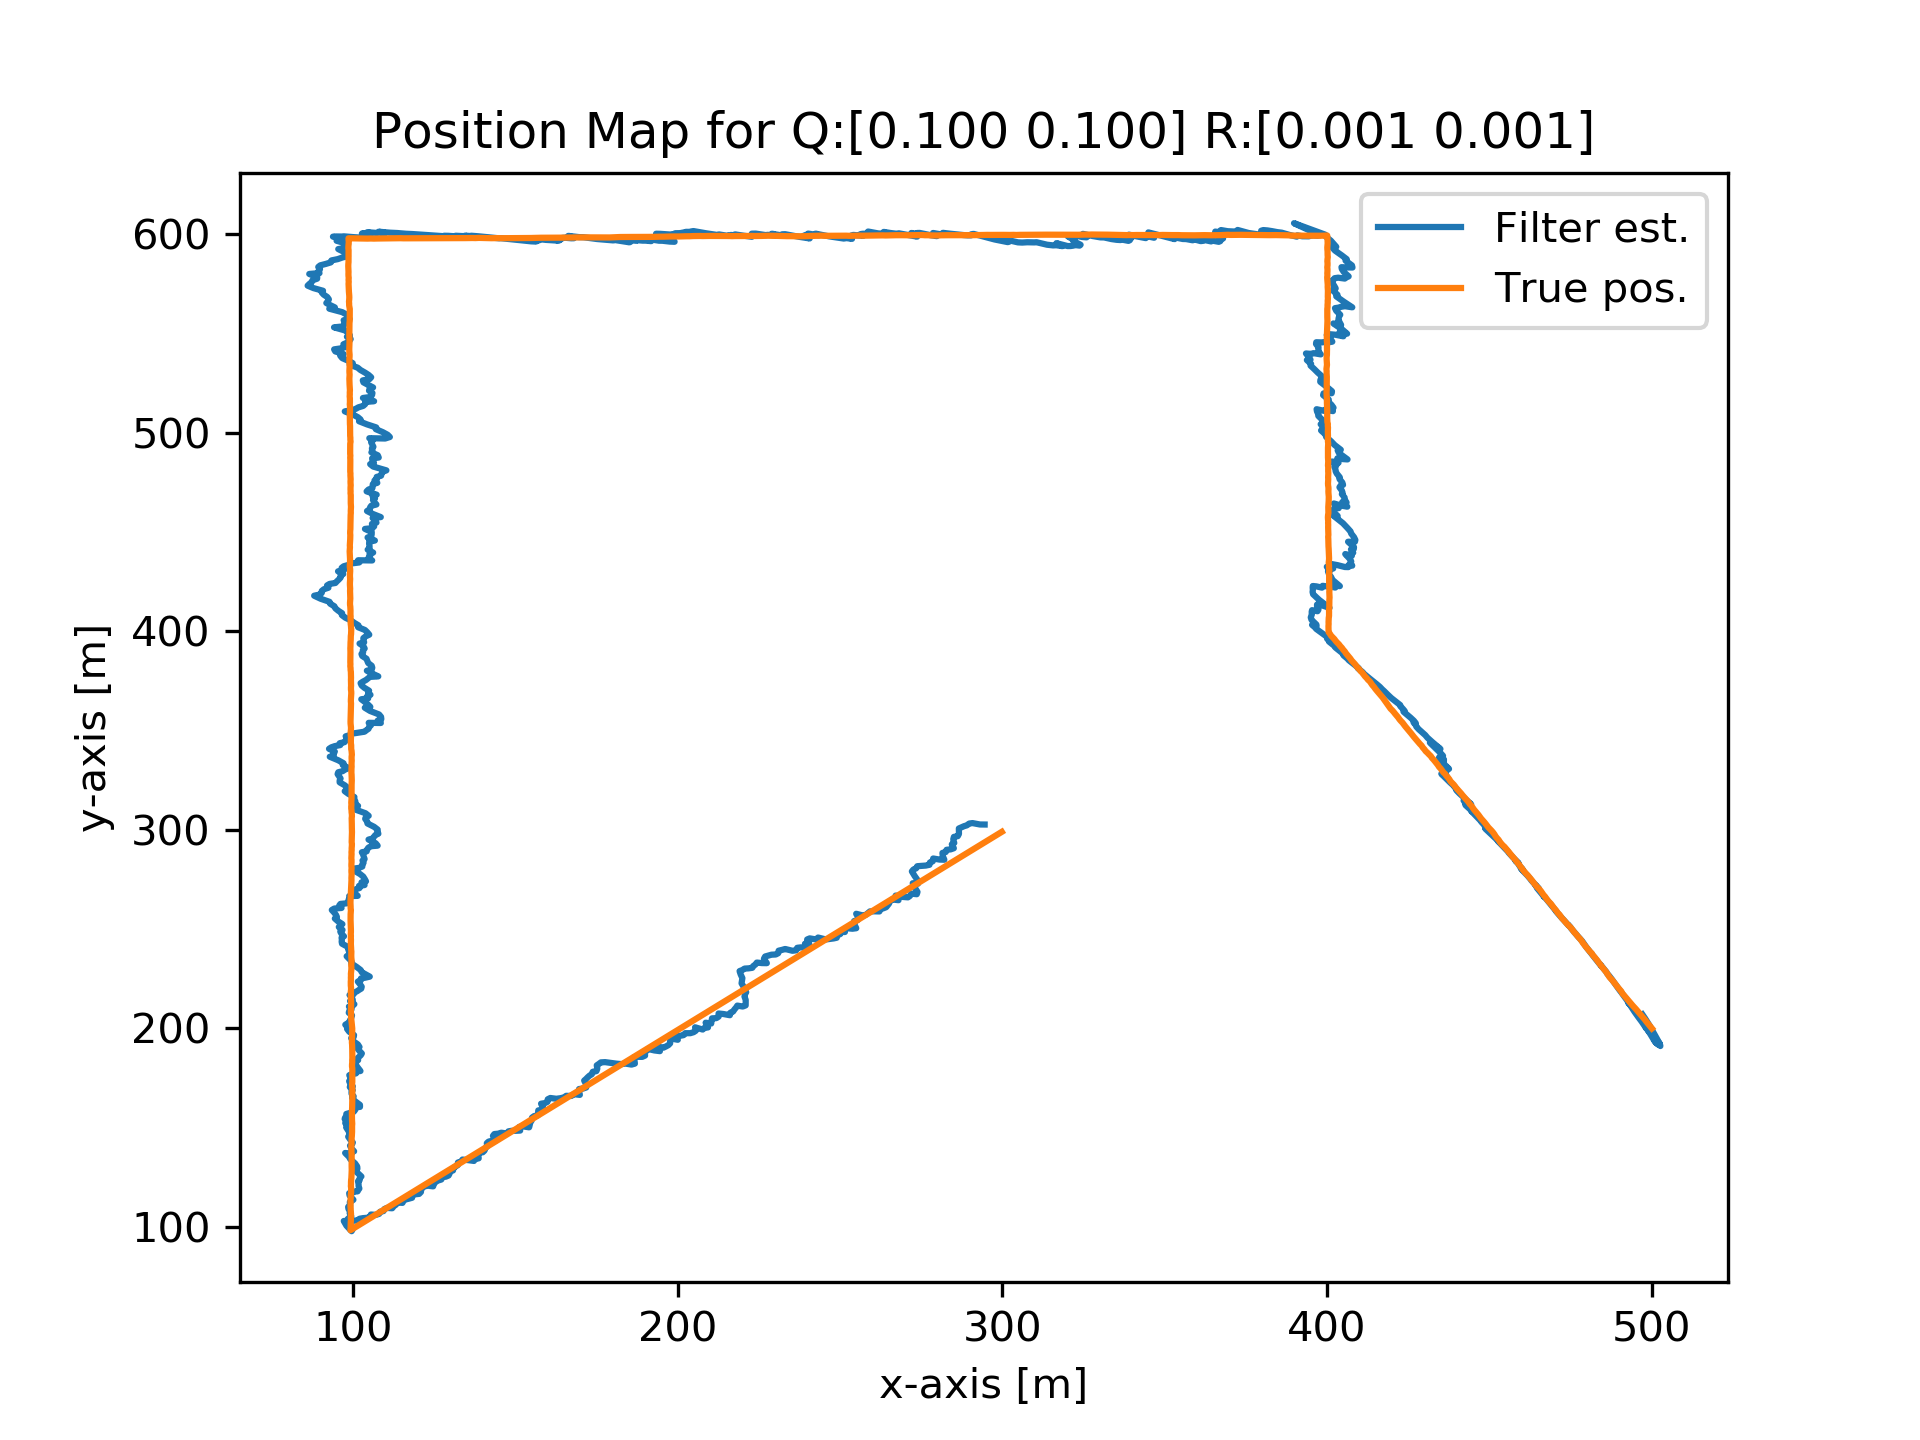 Position Map for Q:[0.100 0.100] R:[0.001 0.001]
Filter est.
True pos.
600
500
400
300
200
100
y-axis [m]
100 200 300 400 500
x-axis [m]